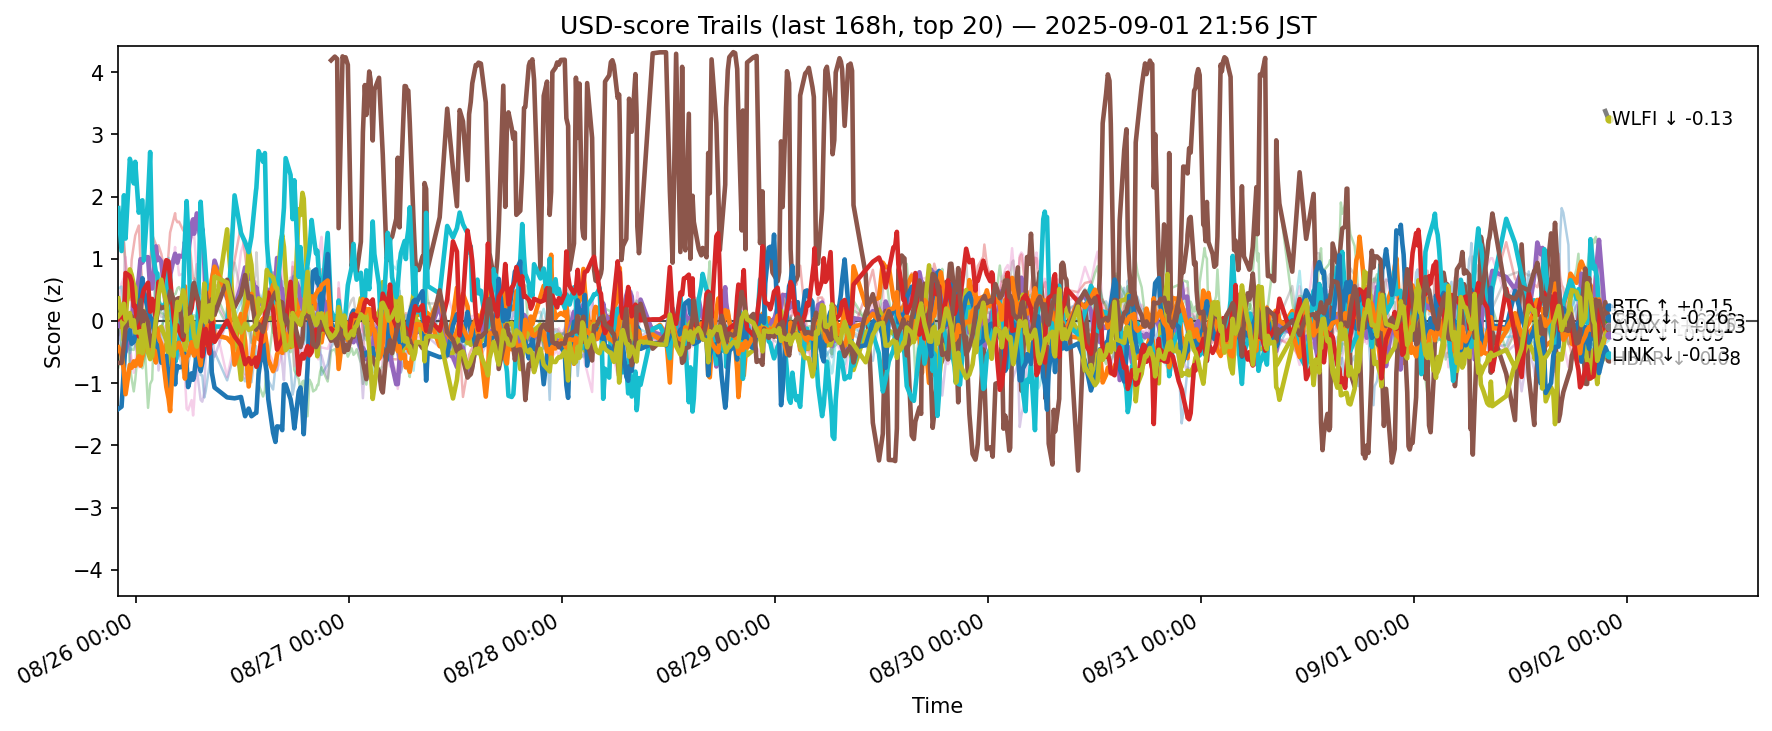 USD-score Trails (last 168h, top 20) — 2025-09-01 21:56 JST
Score (z)
4
3
2
1
0
−1
−2
−3
−4
WLFI ↓ -0.13
BTC ↑ +0.15
CRO ↓ -0.26
SOL ↓ -0.09
LINK ↓ -0.13
08/26 00:00
08/27 00:00
08/28 00:00
08/29 00:00
08/30 00:00
08/31 00:00
09/01 00:00
09/02 00:00
Time